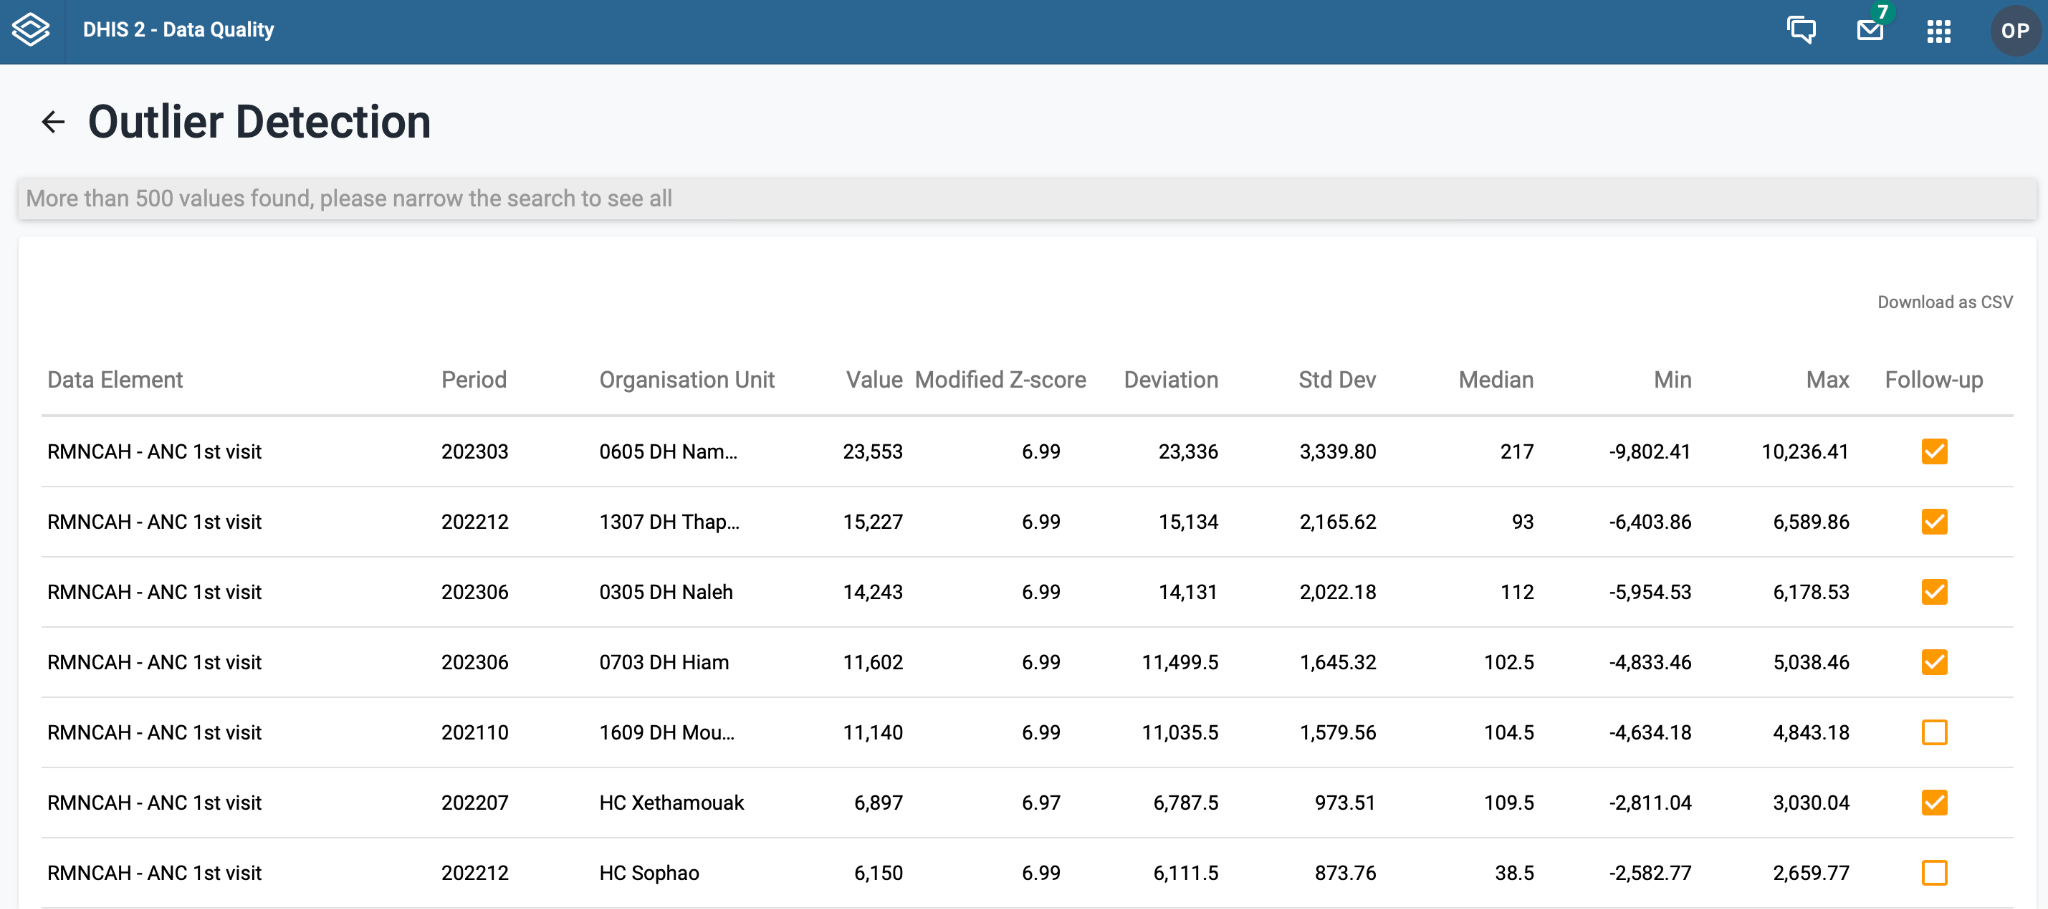 DHIS 2 - Data Quality
7
OP
Outlier Detection
More than 500 values found, please narrow the search to see all
Download as CSV
Data Element Period Organisation Unit Value Modified Z-score Deviation Std Dev Median Min Max Follow-up
RMNCAH - ANC 1st visit 202303 0605 DH Nam... 23,553 6.99 23,336 3,339.80 217 -9,802.41 10,236.41
RMNCAH - ANC 1st visit 202212 1307 DH Thap... 15,227 6.99 15,134 2,165.62 93 -6,403.86 6,589.86
RMNCAH - ANC 1st visit 202306 0305 DH Naleh 14,243 6.99 14,131 2,022.18 112 -5,954.53 6,178.53
RMNCAH - ANC 1st visit 202306 0703 DH Hiam 11,602 6.99 11,499.5 1,645.32 102.5 -4,833.46 5,038.46
RMNCAH - ANC 1st visit 202110 1609 DH Mou... 11,140 6.99 11,035.5 1,579.56 104.5 -4,634.18 4,843.18
RMNCAH - ANC 1st visit 202207 HC Xethamouak 6,897 6.97 6,787.5 973.51 109.5 -2,811.04 3,030.04
RMNCAH - ANC 1st visit 202212 HC Sophao 6,150 6.99 6,111.5 873.76 38.5 -2,582.77 2,659.77